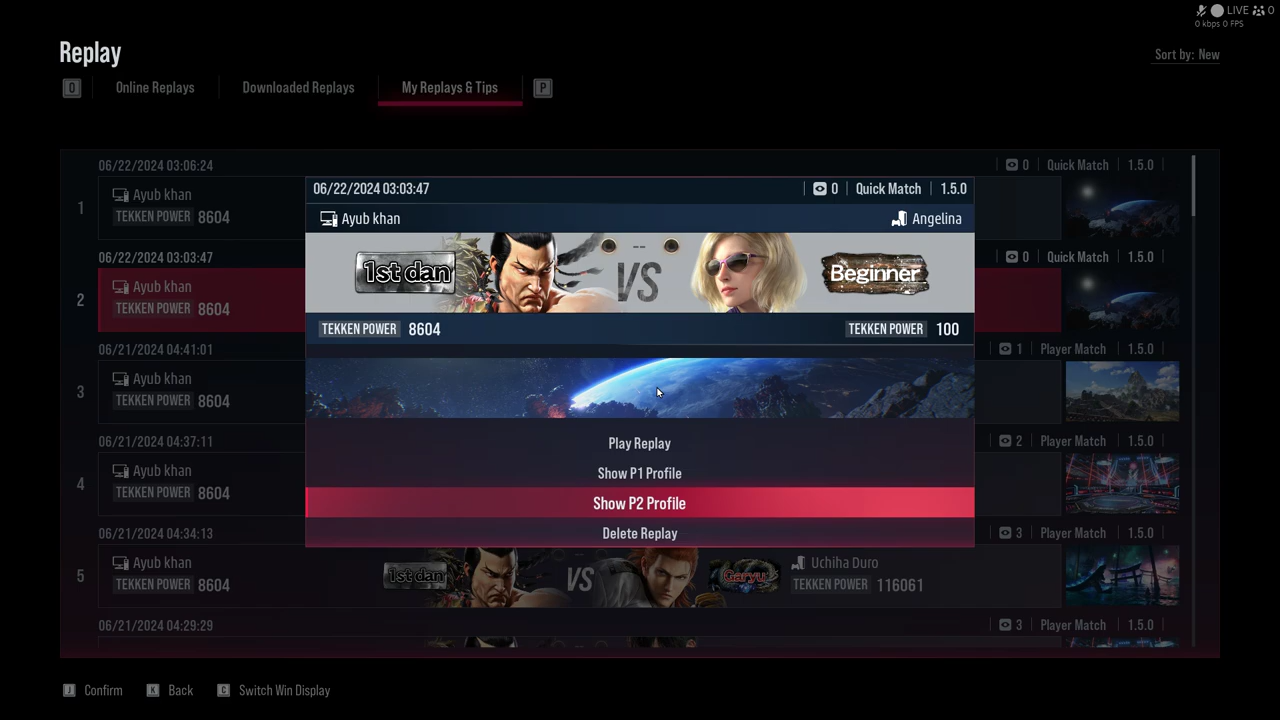 LIVE 0
0 kbps 0 FPS
Replay
Sort by: New
O Online Replays Downloaded Replays My Replays & Tips P
06/22/2024 03:06:24 0 Quick Match 1.5.0
1 Ayub khan
TEKKEN POWER 8604
06/22/2024 03:03:47 0 Quick Match 1.5.0
2 Ayub khan
TEKKEN POWER 8604
06/22/2024 03:03:47 0 Quick Match 1.5.0
Ayub khan Angelina
1st dan -- VS Beginner
TEKKEN POWER 8604 TEKKEN POWER 100
Play Replay
Show P1 Profile
Show P2 Profile
Delete Replay
06/21/2024 04:41:01 1 Player Match 1.5.0
3 Ayub khan
TEKKEN POWER 8604
06/21/2024 04:37:11 2 Player Match 1.5.0
4 Ayub khan
TEKKEN POWER 8604
06/21/2024 04:34:13 3 Player Match 1.5.0
5 Ayub khan 1st dan VS Garyu Uchiha Duro
TEKKEN POWER 8604 TEKKEN POWER 116061
06/21/2024 04:29:29 3 Player Match 1.5.0
J Confirm K Back C Switch Win Display